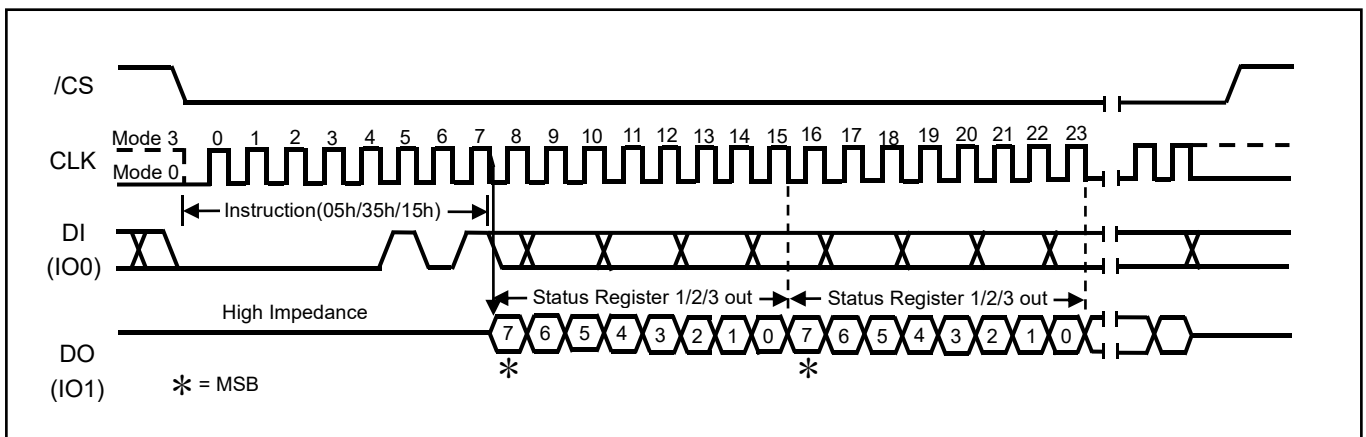 /CS
Mode 3 0 1 2 3 4 5 6 7 8 9 10 11 12 13 14 15 16 17 18 19 20 21 22 23
CLK
Mode 0
Instruction(05h/35h/15h)
DI
(IO0)
Status Register 1/2/3 out Status Register 1/2/3 out
High Impedance
7 6 5 4 3 2 1 0 7 6 5 4 3 2 1 0
DO
(IO1)
* *
* = MSB